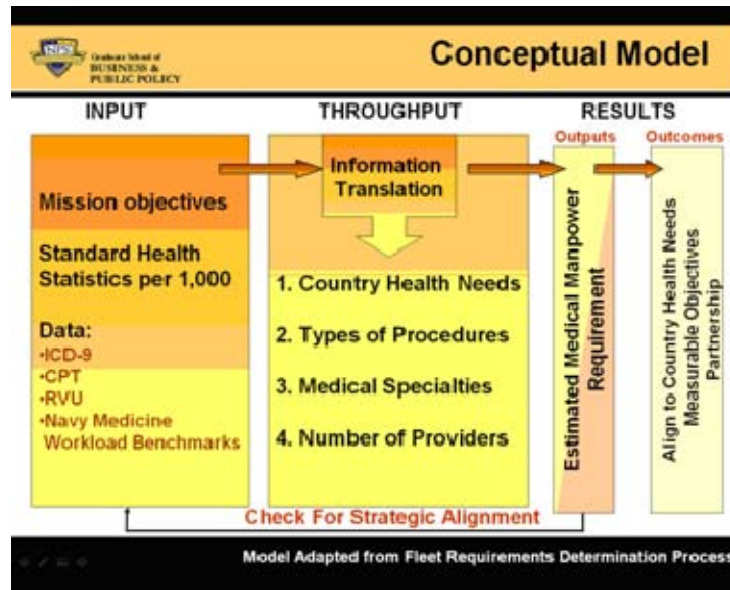 NPS
Graduate School of
BUSINESS &
PUBLIC POLICY
Conceptual Model
INPUT
THROUGHPUT
RESULTS
Outputs
Outcomes
Mission objectives
Standard Health
Statistics per 1,000
Data:
•ICD-9
•CPT
•RVU
•Navy Medicine
Workload Benchmarks
Information
Translation
1. Country Health Needs
2. Types of Procedures
3. Medical Specialties
4. Number of Providers
Estimated Medical Manpower
Requirement
Align to Country Health Needs
Measurable Objectives
Partnership
Check For Strategic Alignment
Model Adapted from Fleet Requirements Determination Process